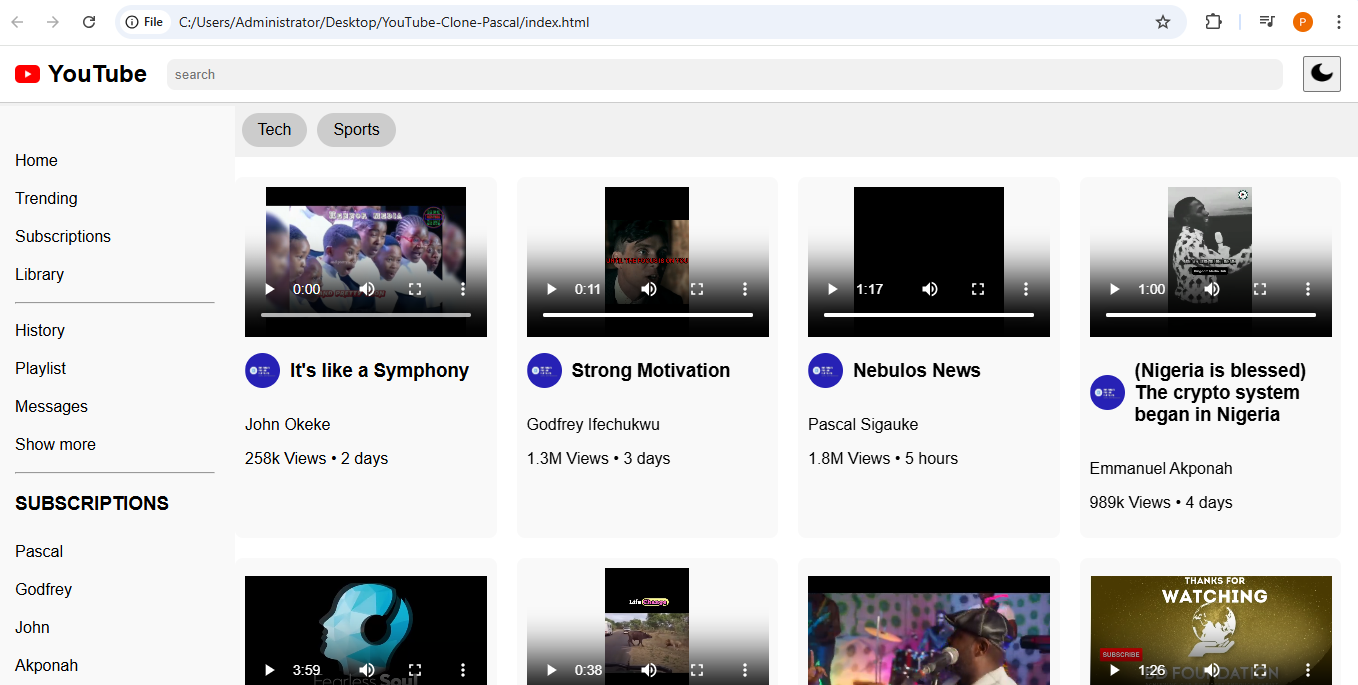 File C:/Users/Administrator/Desktop/YouTube-Clone-Pascal/index.html
P
YouTube
search
Tech Sports
Home
Trending
Subscriptions
Library
History
Playlist
Messages
Show more
SUBSCRIPTIONS
Pascal
Godfrey
John
Akponah
MEDIA
0:00
It's like a Symphony
John Okeke
258k Views • 2 days
0:11
Strong Motivation
Godfrey Ifechukwu
1.3M Views • 3 days
1:17
Nebulos News
Pascal Sigauke
1.8M Views • 5 hours
1:00
(Nigeria is blessed)
The crypto system
began in Nigeria
Emmanuel Akponah
989k Views • 4 days
3:59
Fearless Soul
Life Change
0:38
THANKS FOR
WATCHING
SUBSCRIBE
1:26
FOUNDATION